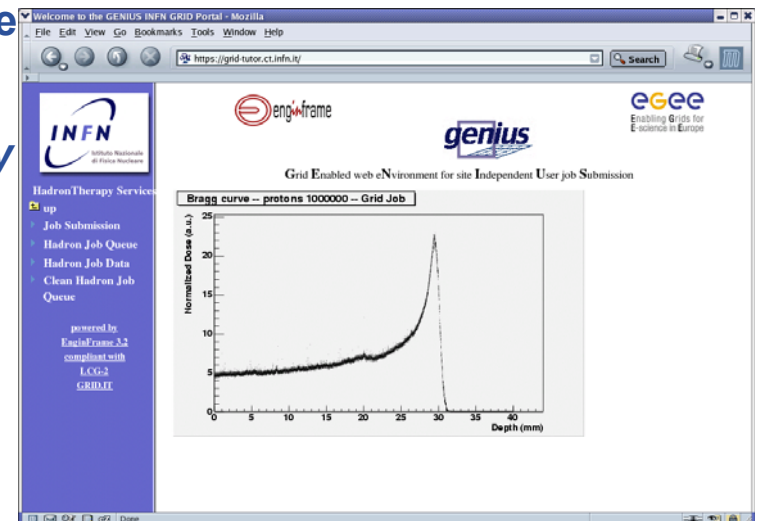 e
y
Welcome to the GENIUS INFN GRID Portal - Mozilla
File Edit View Go Bookmarks Tools Window Help
https://grid-tutor.ct.infn.it/
Search
INFN
Istituto Nazionale
di Fisica Nucleare
enginframe
genius
eGee
Enabling Grids for
E-science in Europe
Grid Enabled web eNvironment for site Independent User job Submission
HadronTherapy Services
up
Job Submission
Hadron Job Queue
Hadron Job Data
Clean Hadron Job
Queue
powered by
EnginFrame 3.2
compliant with
LCG-2
GRID.IT
Bragg curve -- protons 1000000 -- Grid Job
Normalized Dose (a.u.)
25
20
15
10
5
0
0 5 10 15 20 25 30 35 40
Depth (mm)
Done